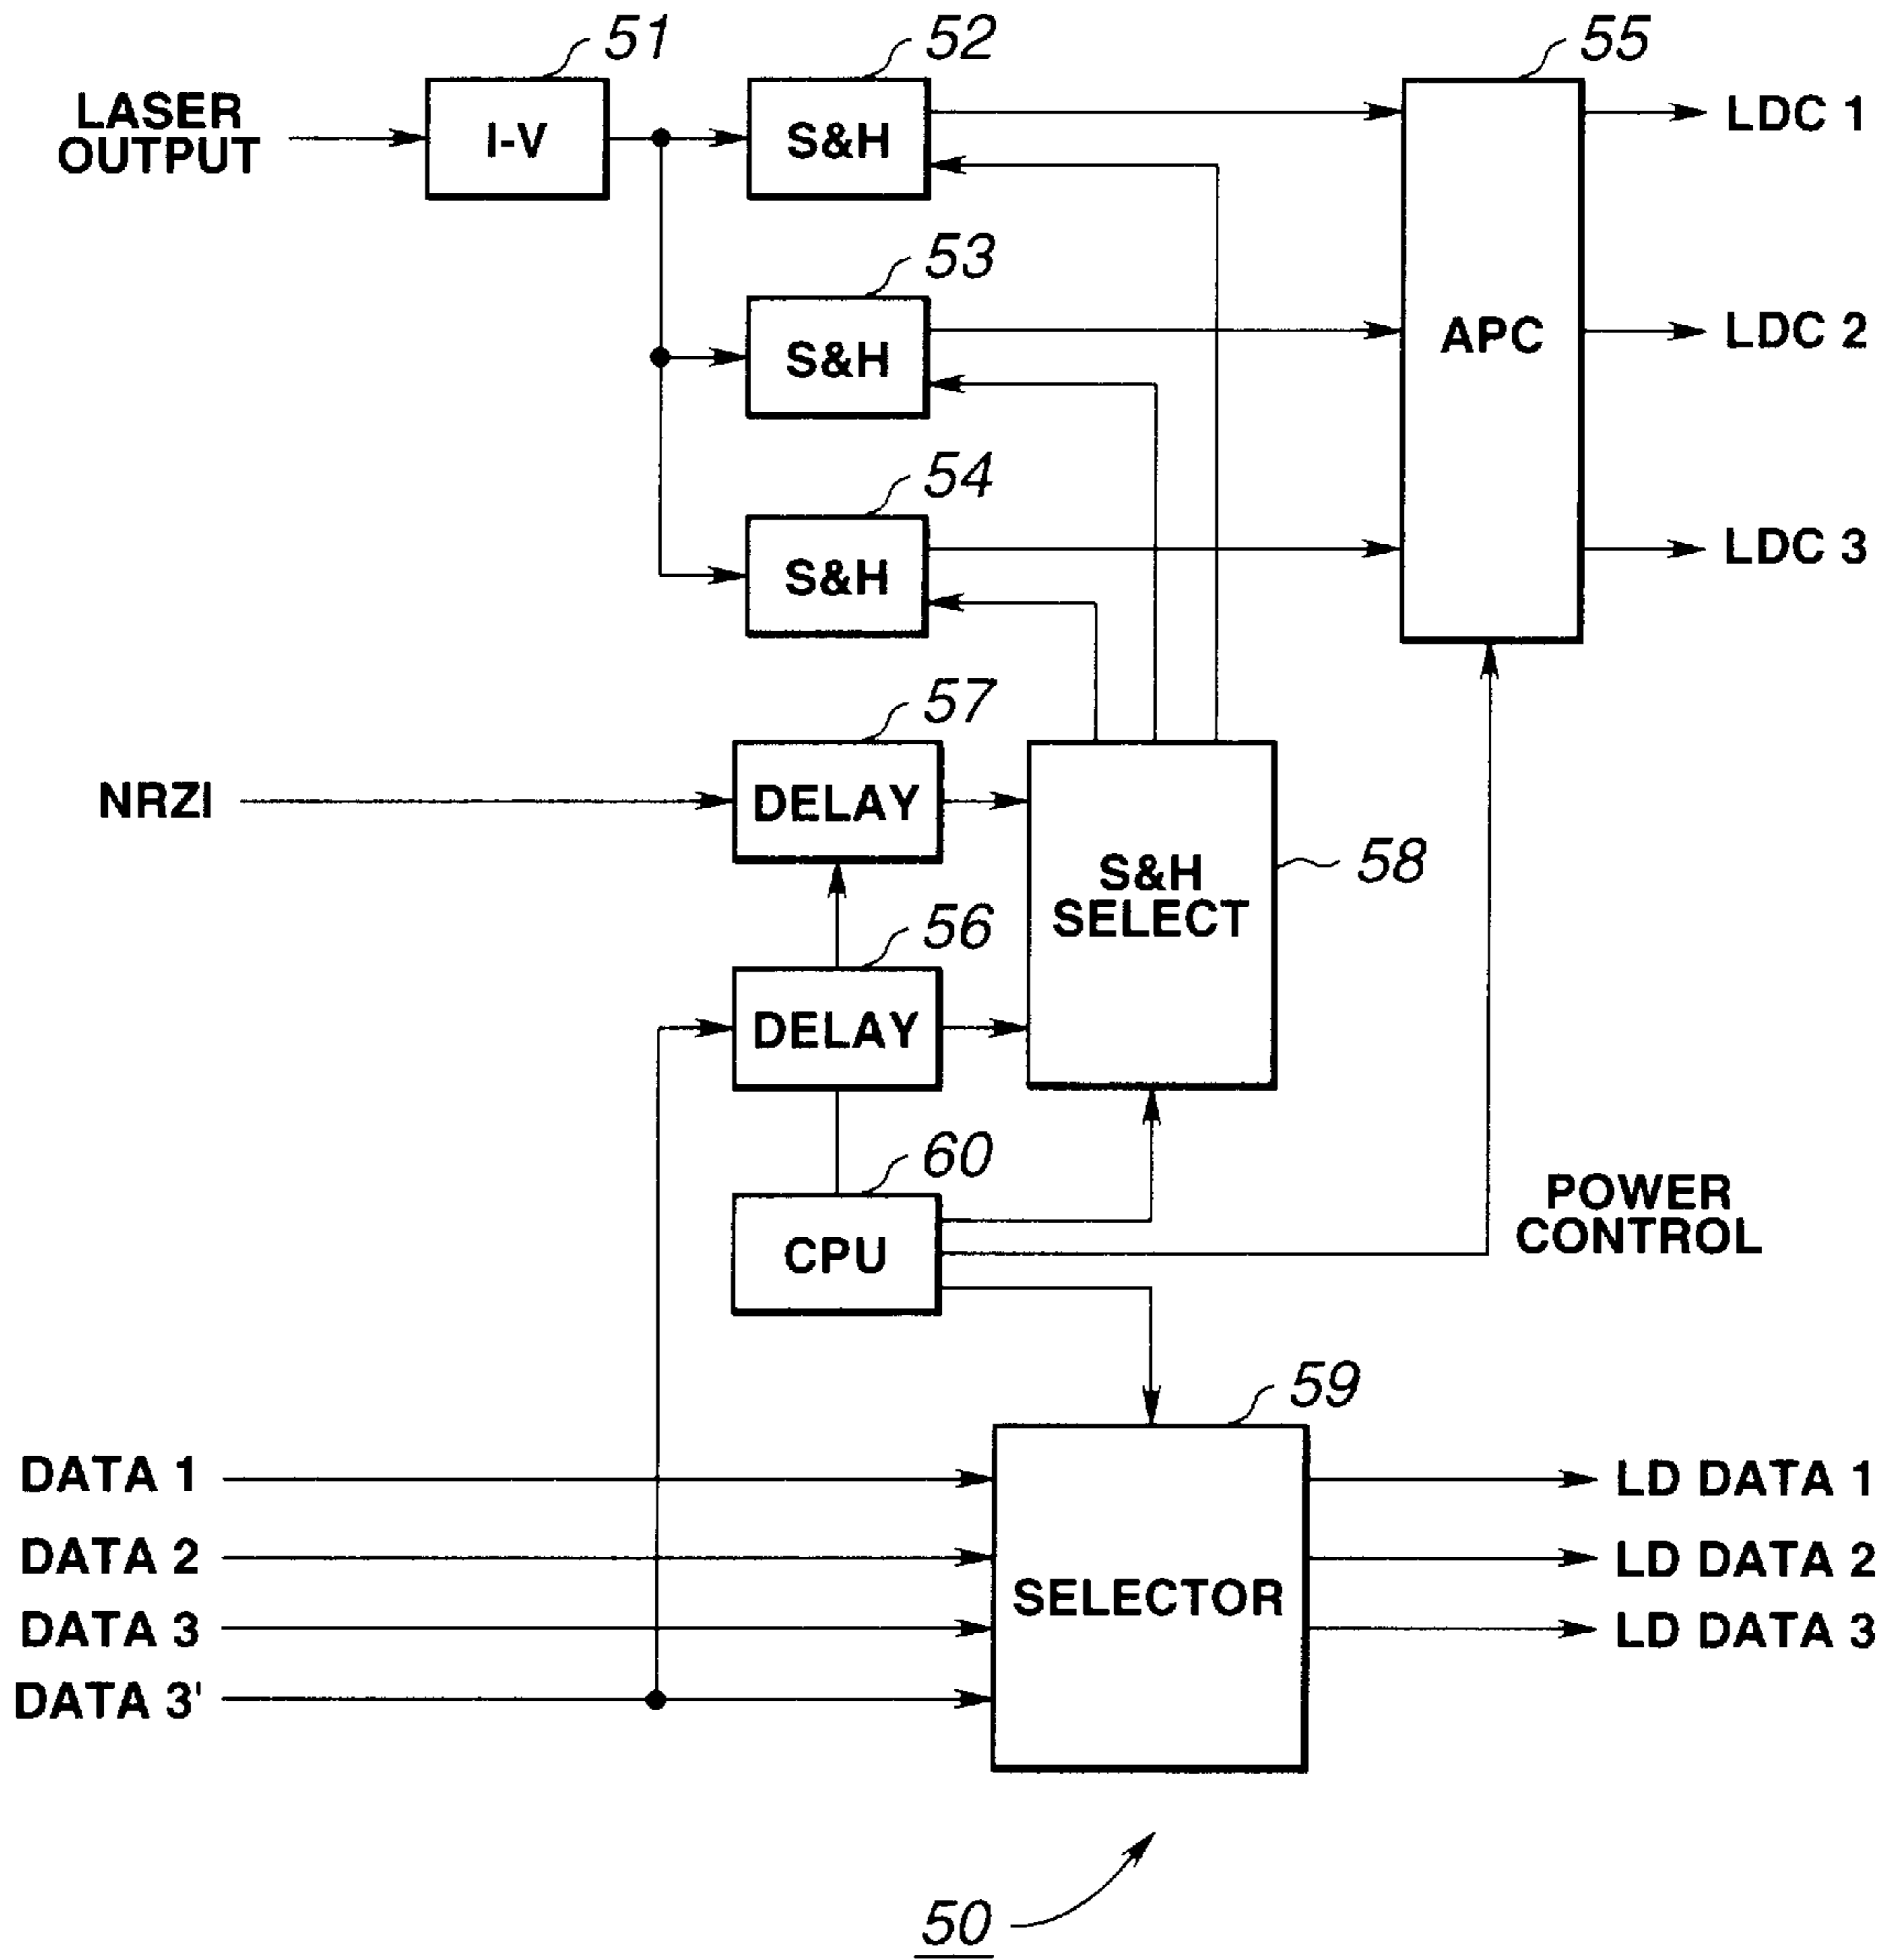 51
52
55
LASER
OUTPUT
I-V
S&H
LDC 1
53
S&H
APC
LDC 2
54
S&H
LDC 3
57
NRZI
DELAY
S&H
SELECT
58
56
DELAY
60
CPU
POWER
CONTROL
59
DATA 1
LD DATA 1
DATA 2
LD DATA 2
SELECTOR
DATA 3
LD DATA 3
DATA 3'
50